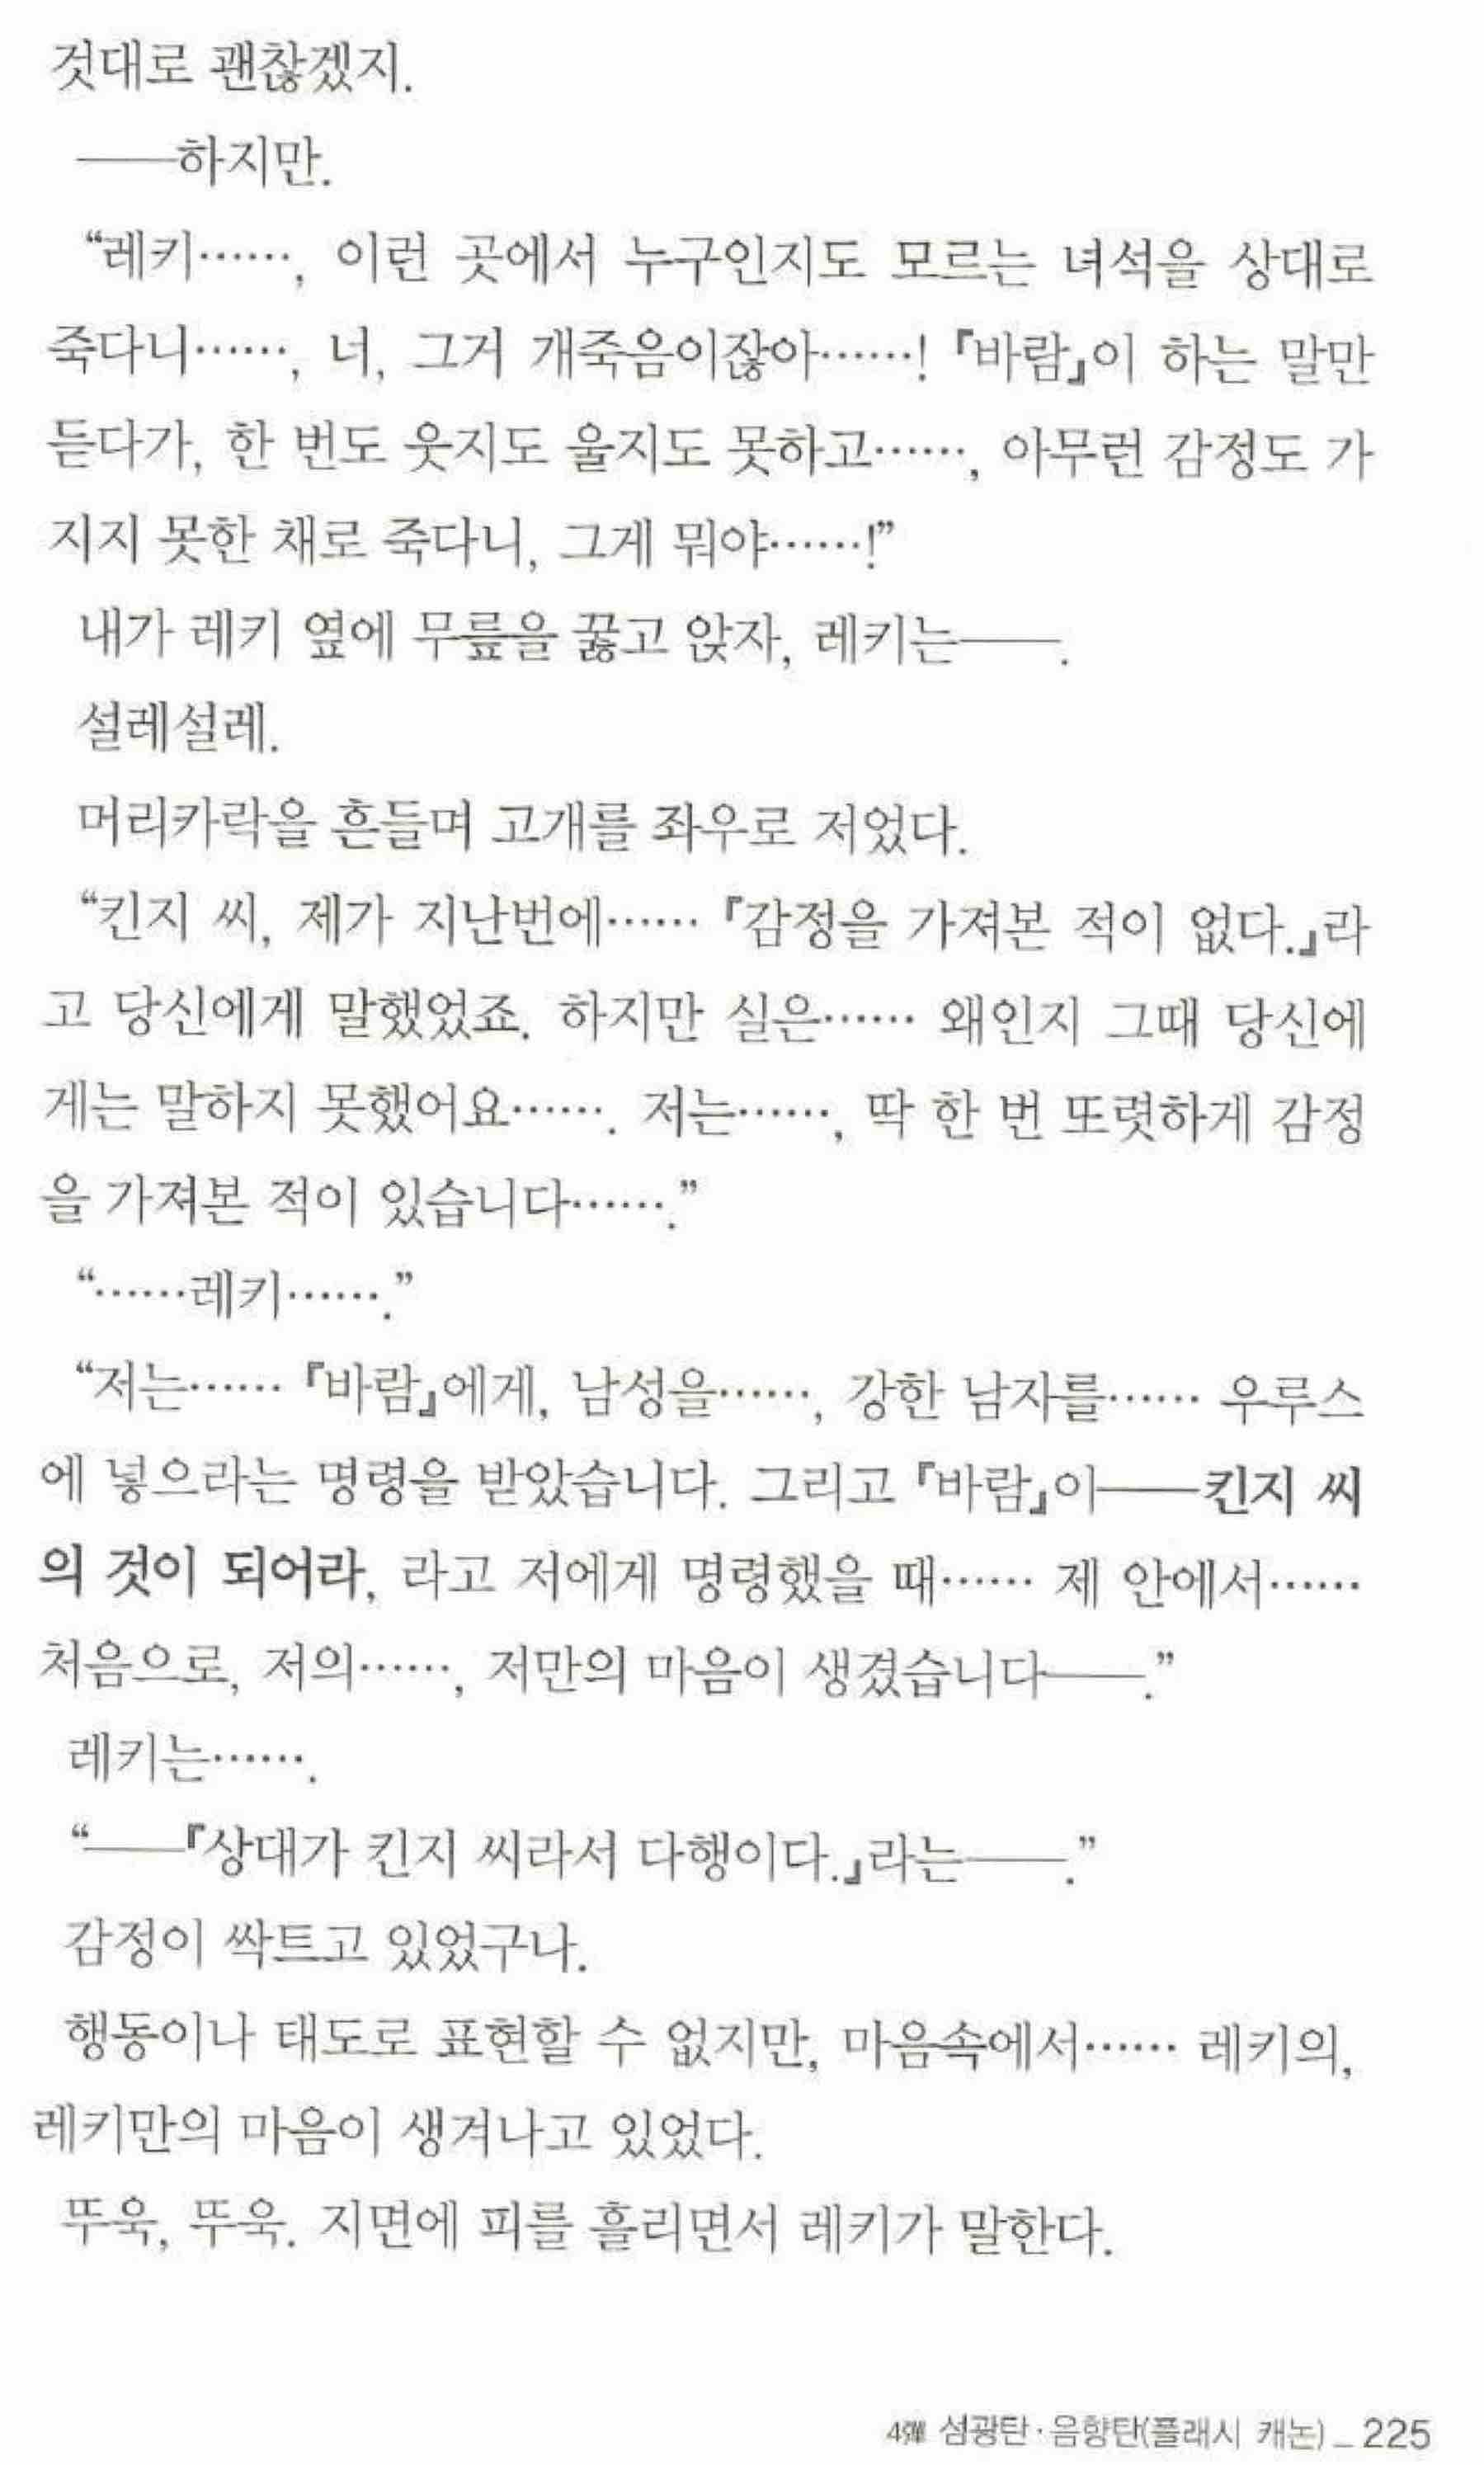 것대로 괜찮겠지.
──하지만.
“레키……, 이런 곳에서 누구인지도 모르는 녀석을 상대로
죽다니……, 너, 그거 개죽음이잖아……! 『바람』이 하는 말만
듣다가, 한 번도 웃지도 울지도 못하고……, 아무런 감정도 가
지지 못한 채로 죽다니, 그게 뭐야……!”
내가 레키 옆에 무릎을 꿇고 앉자, 레키는──.
설레설레.
머리카락을 흔들며 고개를 좌우로 저었다.
“킨지 씨, 제가 지난번에…… 『감정을 가져본 적이 없다.』라
고 당신에게 말했었죠. 하지만 실은…… 왜인지 그때 당신에
게는 말하지 못했어요……. 저는……, 딱 한 번 또렷하게 감정
을 가져본 적이 있습니다…….”
“……레키…….”
“저는…… 『바람』에게, 남성을……, 강한 남자를…… 우루스
에 넣으라는 명령을 받았습니다. 그리고 『바람』이──킨지 씨
의 것이 되어라, 라고 저에게 명령했을 때…… 제 안에서……
처음으로, 저의……, 저만의 마음이 생겼습니다──.”
레키는…….
“──『상대가 킨지 씨라서 다행이다.』라는──.”
감정이 싹트고 있었구나.
행동이나 태도로 표현할 수 없지만, 마음속에서…… 레키의,
레키만의 마음이 생겨나고 있었다.
뚜욱, 뚜욱. 지면에 피를 흘리면서 레키가 말한다.
4彈 섬광탄·음향탄(플래시 캐논) _ 225